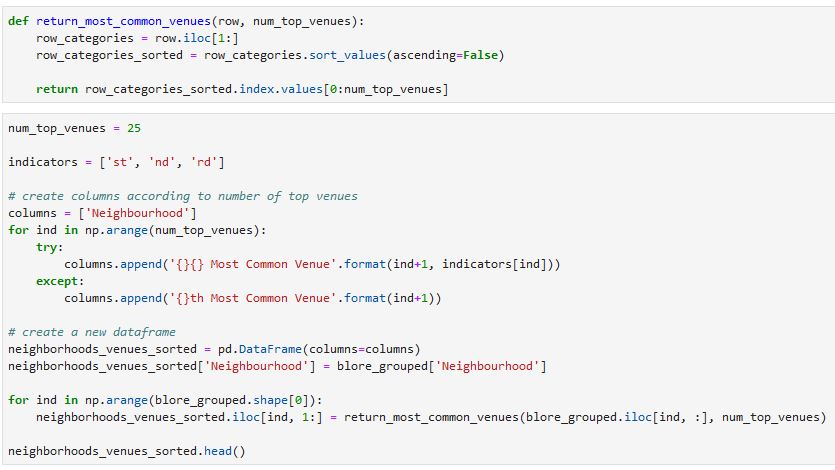 def return_most_common_venues(row, num_top_venues):
    row_categories = row.iloc[1:]
    row_categories_sorted = row_categories.sort_values(ascending=False)

    return row_categories_sorted.index.values[0:num_top_venues]

num_top_venues = 25

indicators = ['st', 'nd', 'rd']

# create columns according to number of top venues
columns = ['Neighbourhood']
for ind in np.arange(num_top_venues):
    try:
        columns.append('{}{} Most Common Venue'.format(ind+1, indicators[ind]))
    except:
        columns.append('{}th Most Common Venue'.format(ind+1))

# create a new dataframe
neighborhoods_venues_sorted = pd.DataFrame(columns=columns)
neighborhoods_venues_sorted['Neighbourhood'] = blore_grouped['Neighbourhood']

for ind in np.arange(blore_grouped.shape[0]):
    neighborhoods_venues_sorted.iloc[ind, 1:] = return_most_common_venues(blore_grouped.iloc[ind, :], num_top_venues)

neighborhoods_venues_sorted.head()